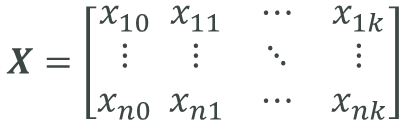 x₁₀ x₁₁ ⋯ x₁ₖ
X = [ ⋮ ⋮ ⋱ ⋮ ]
xₙ₀ xₙ₁ ⋯ xₙₖ